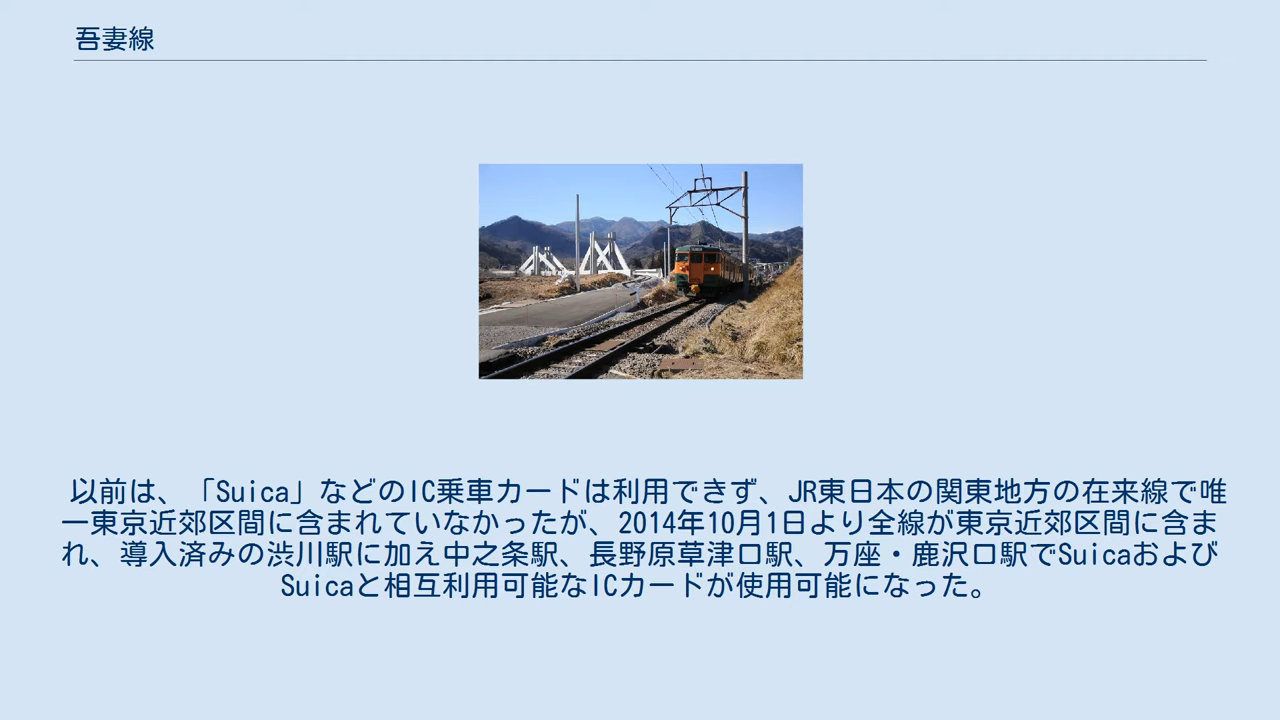 吾妻線
以前は、「Suica」などのIC乗車カードは利用できず、JR東日本の関東地方の在来線で唯
一東京近郊区間に含まれていなかったが、2014年10月1日より全線が東京近郊区間に含ま
れ、導入済みの渋川駅に加え中之条駅、長野原草津口駅、万座・鹿沢口駅でSuicaおよび
Suicaと相互利用可能なICカードが使用可能になった。